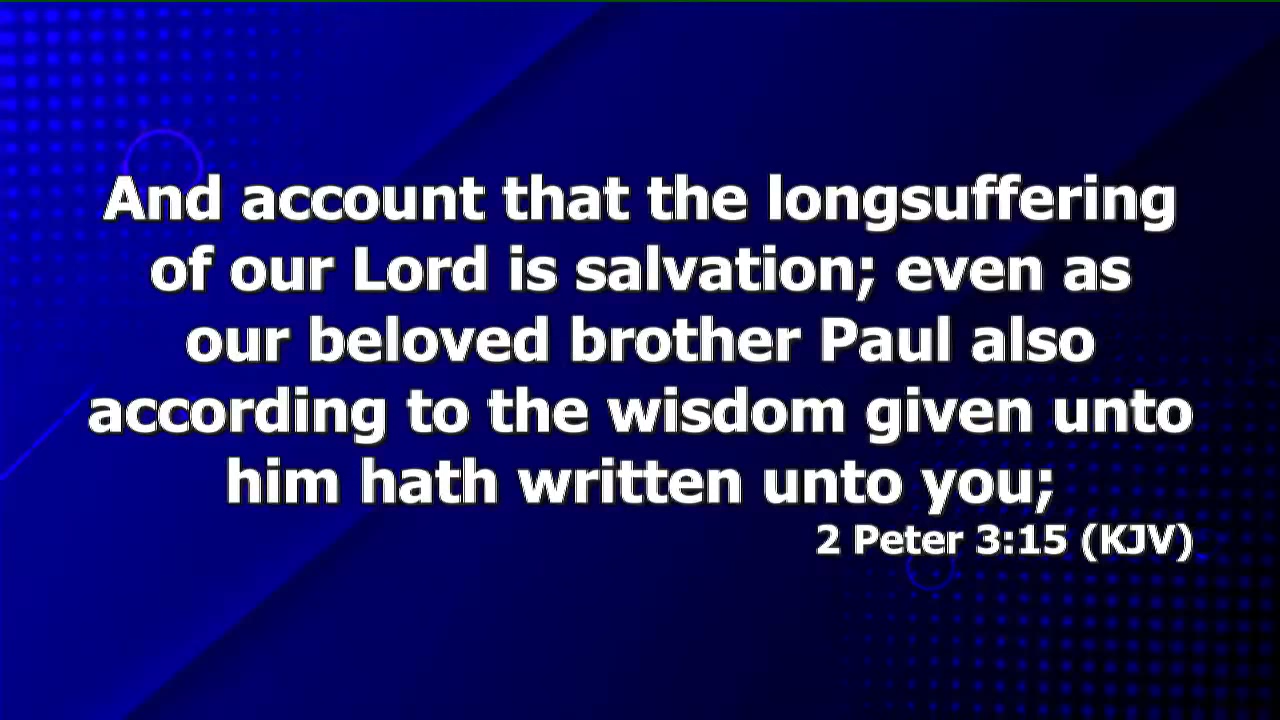 And account that the longsuffering
of our Lord is salvation; even as
our beloved brother Paul also
according to the wisdom given unto
him hath written unto you;
2 Peter 3:15 (KJV)